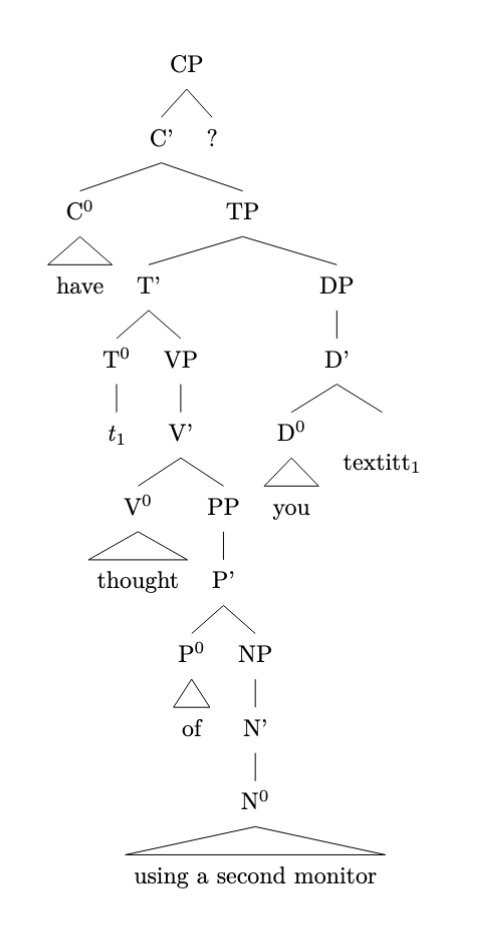 CP
C' ?
C⁰ TP
have T' DP
T⁰ VP D'
t₁ V' D⁰
textitt₁
V⁰ PP you
thought P'
P⁰ NP
of N'
N⁰
using a second monitor